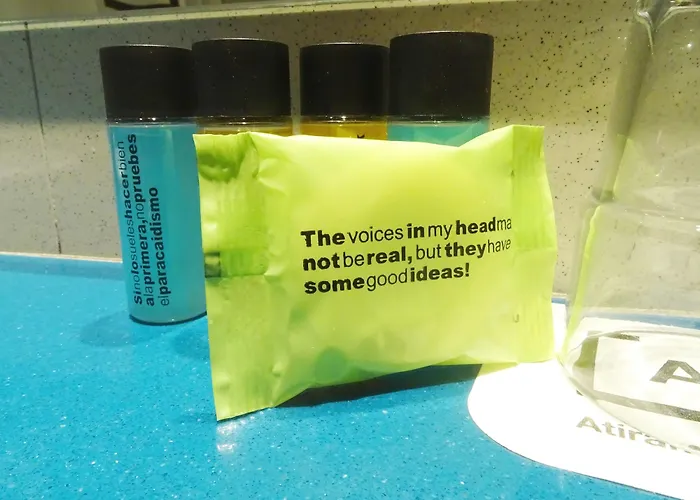 sinolosueleshacerbien
alaprimera,nopruebes
elparacaidismo
The voices in my head ma
not be real, but they have
some good ideas!
A
Atira